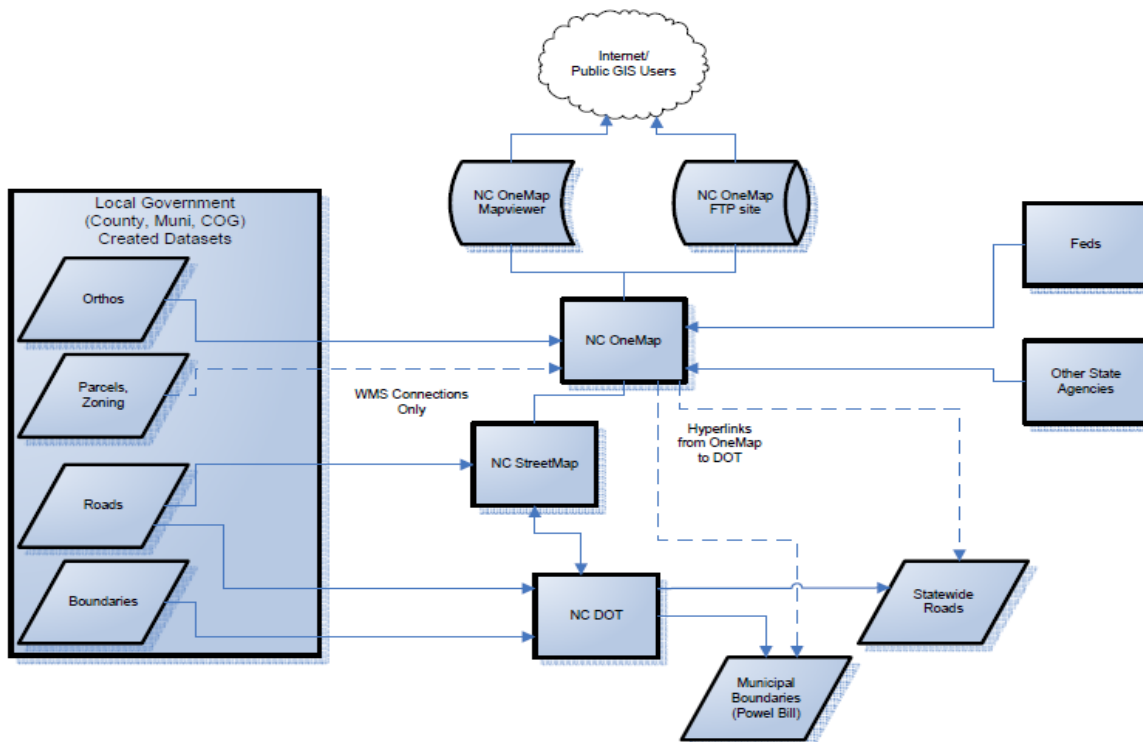 Internet/
Public GIS Users
NC OneMap
Mapviewer
NC OneMap
FTP site
Local Government
(County, Muni, COG)
Created Datasets
Feds
Orthos
NC OneMap
Parcels,
Zoning
Other State
Agencies
WMS Connections
Only
Hyperlinks
from OneMap
to DOT
NC StreetMap
Roads
Boundaries
NC DOT
Statewide
Roads
Municipal
Boundaries
(Powel Bill)